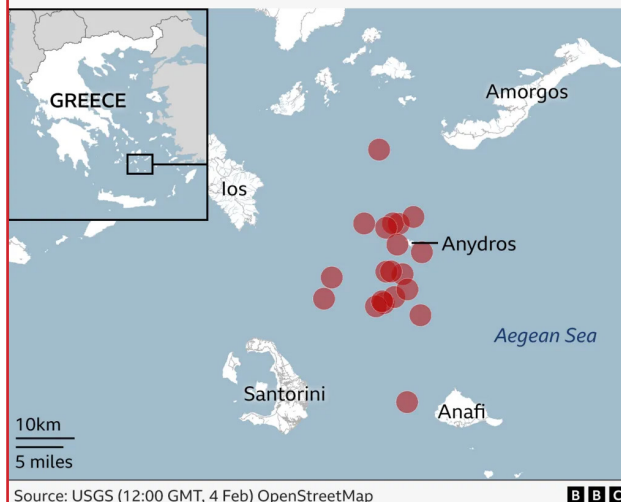 GREECE
Amorgos
Ios
Anydros
Aegean Sea
Santorini
Anafi
10km
5 miles
Source: USGS (12:00 GMT, 4 Feb) OpenStreetMap
BBC